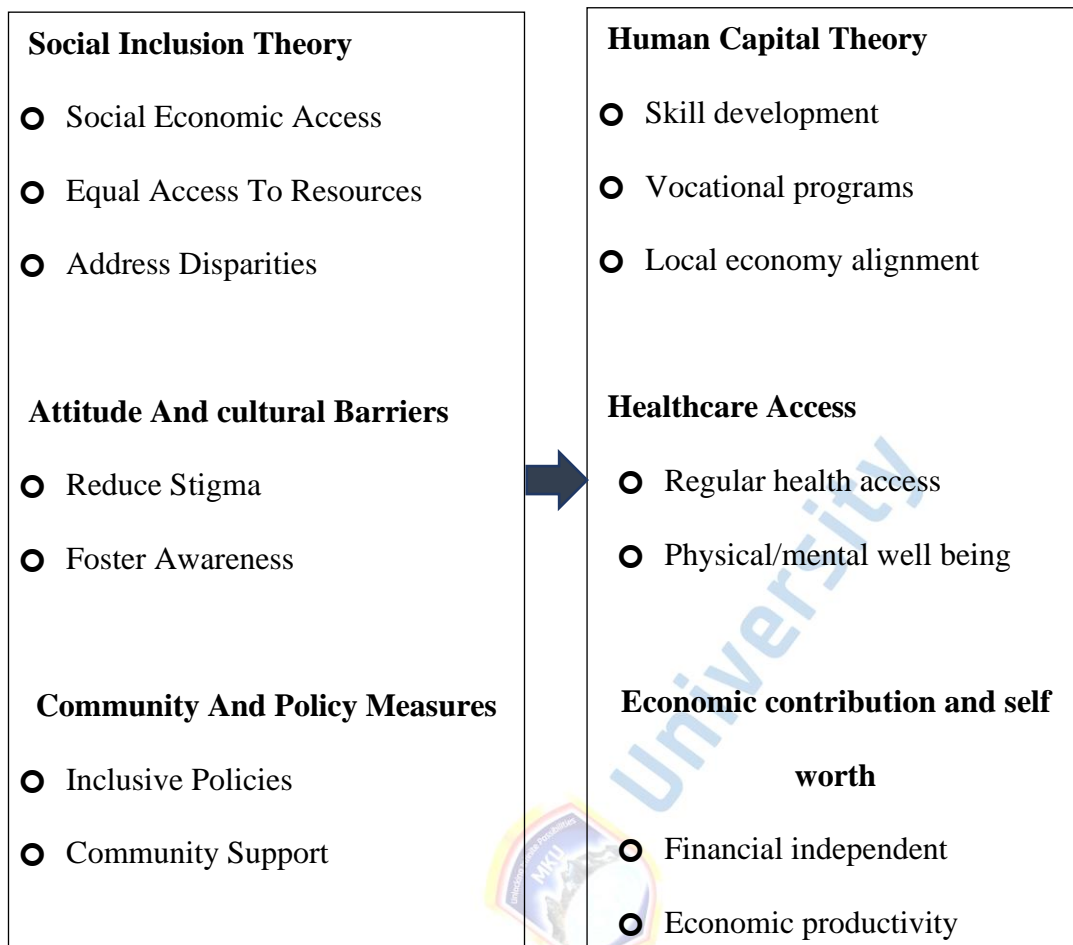 Social Inclusion Theory
Social Economic Access
Equal Access To Resources
Address Disparities
Attitude And cultural Barriers
Reduce Stigma
Foster Awareness
Community And Policy Measures
Inclusive Policies
Community Support
Human Capital Theory
Skill development
Vocational programs
Local economy alignment
Healthcare Access
Regular health access
Physical/mental well being
Economic contribution and self
worth
Financial independent
Economic productivity
University
MKU